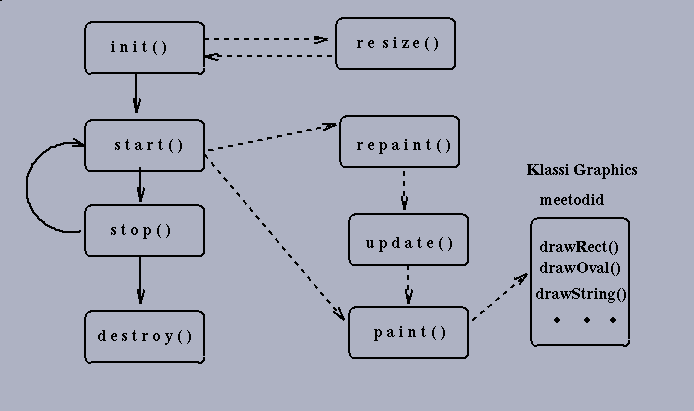 init()
resize()
start()
repaint()
stop()
update()
destroy()
paint()
Klassi Graphics
meetodid
drawRect()
drawOval()
drawString()